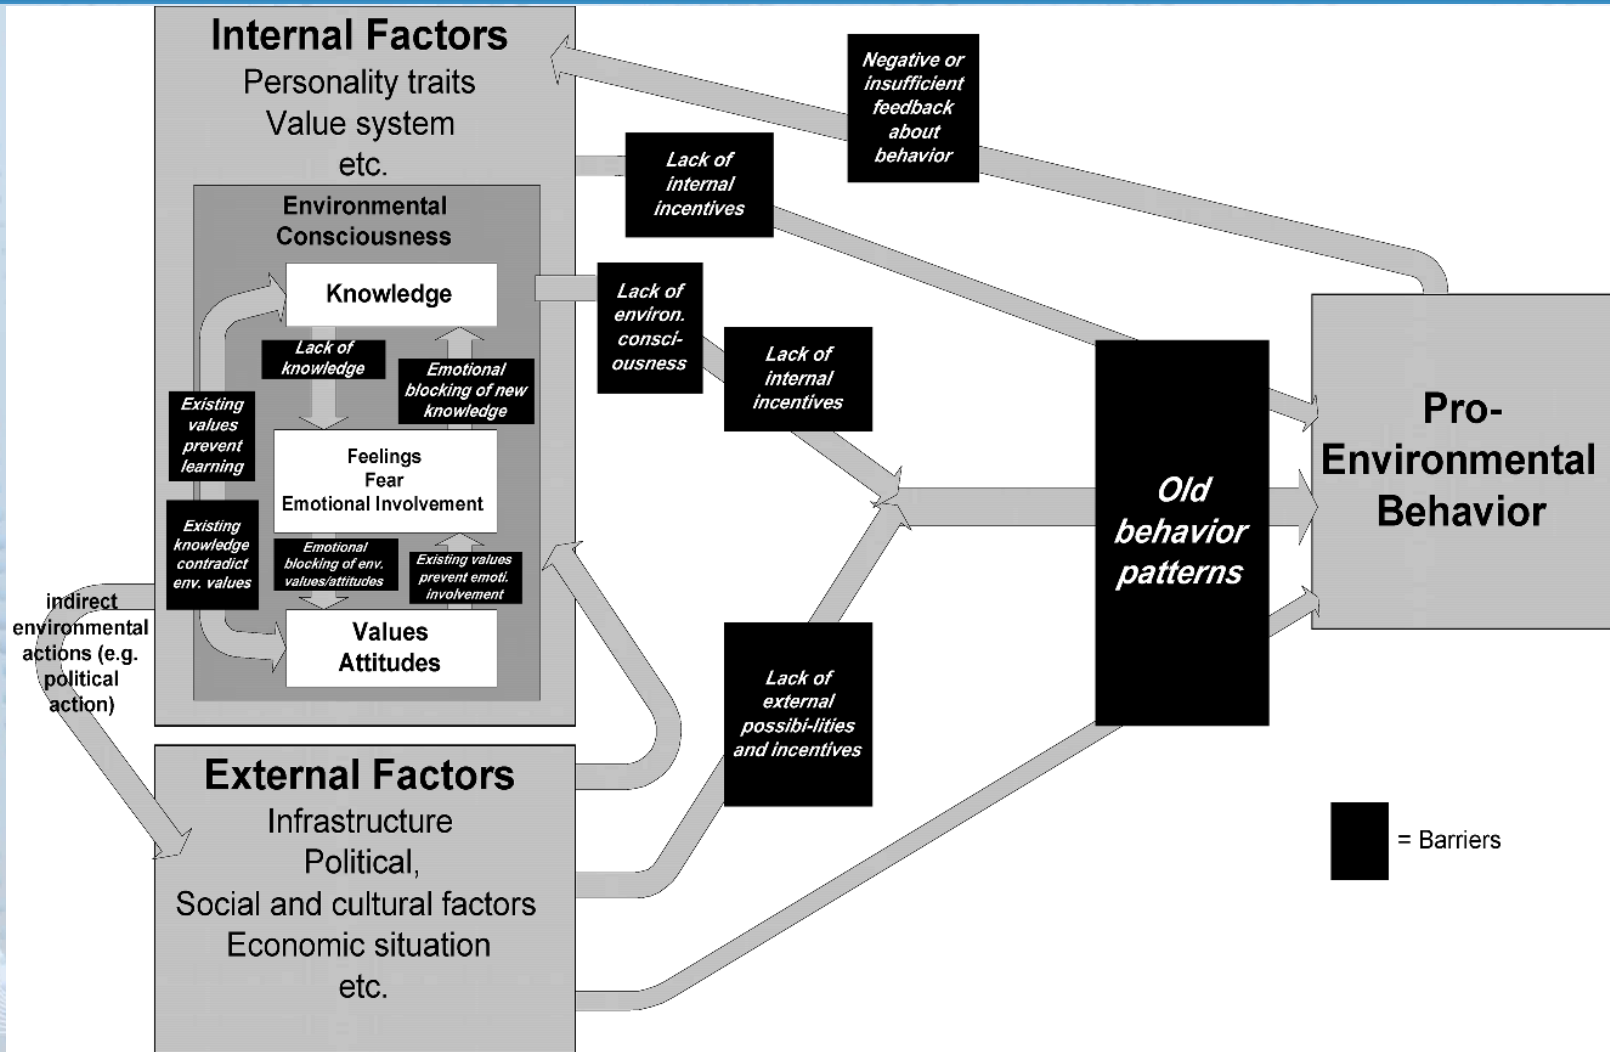 Internal Factors
Personality traits
Value system
etc.
Environmental
Consciousness
Knowledge
Lack of
knowledge
Emotional
blocking of new
knowledge
Existing
values
prevent
learning
Feelings
Fear
Emotional Involvement
Existing
knowledge
contradict
env. values
Emotional
blocking of env.
values/attitudes
Existing values
prevent emoti.
involvement
Values
Attitudes
indirect
environmental
actions (e.g.
political
action)
External Factors
Infrastructure
Political,
Social and cultural factors
Economic situation
etc.
Negative or
insufficient
feedback
about
behavior
Lack of
internal
incentives
Lack of
environ.
consci-
ousness
Lack of
internal
incentives
Lack of
external
possibi-lities
and incentives
Old
behavior
patterns
Pro-
Environmental
Behavior
= Barriers